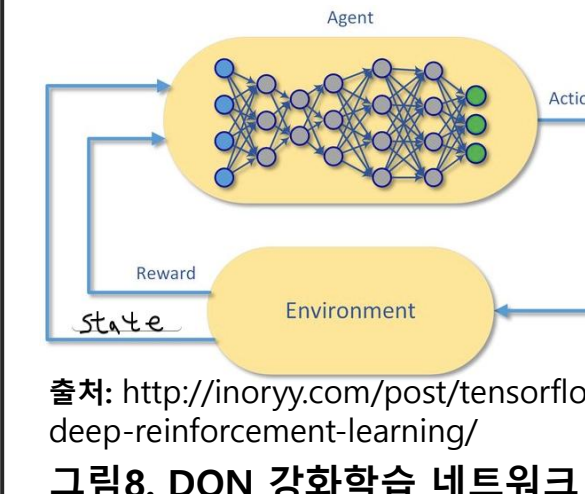 Agent
Reward
state
Environment
출처: http://inoryy.com/post/tensorflo
deep-reinforcement-learning/
그림8. DQN 강화학습 네트워크